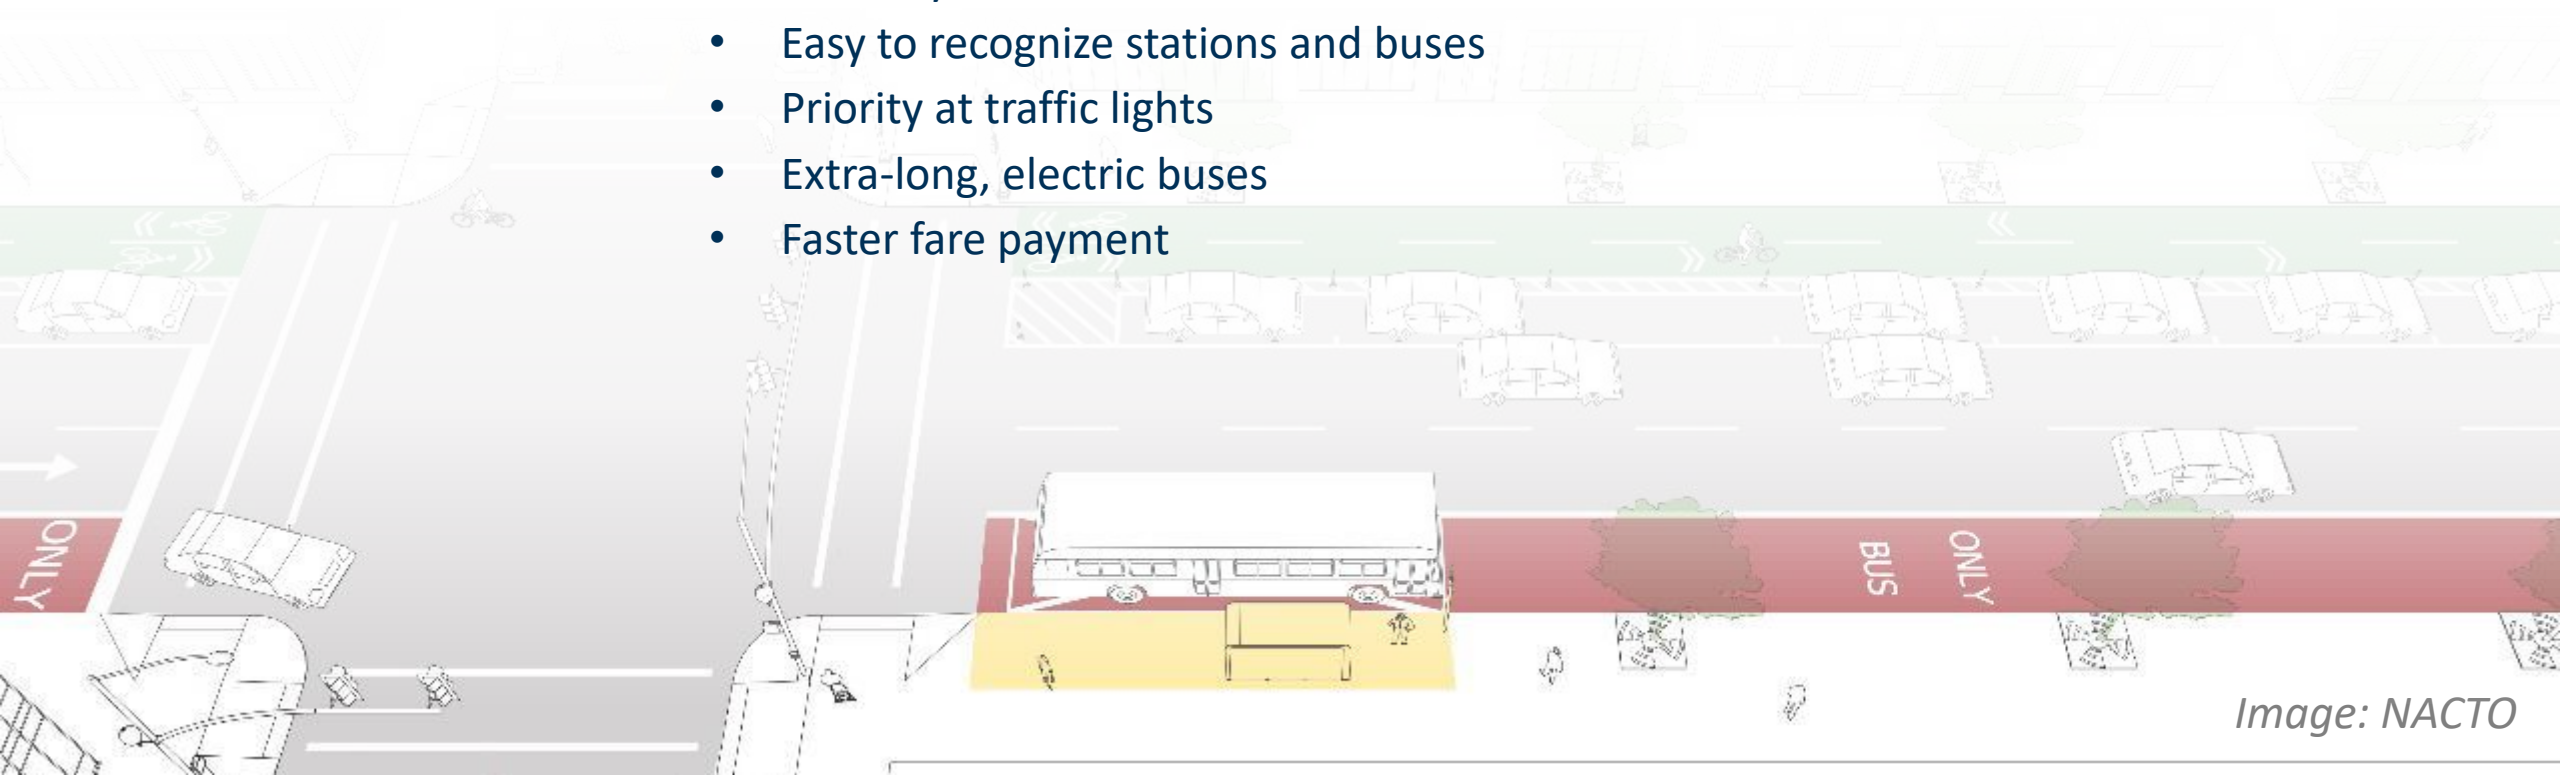 • Easy to recognize stations and buses
• Priority at traffic lights
• Extra-long, electric buses
• Faster fare payment
ONLY
BUS ONLY
Image: NACTO